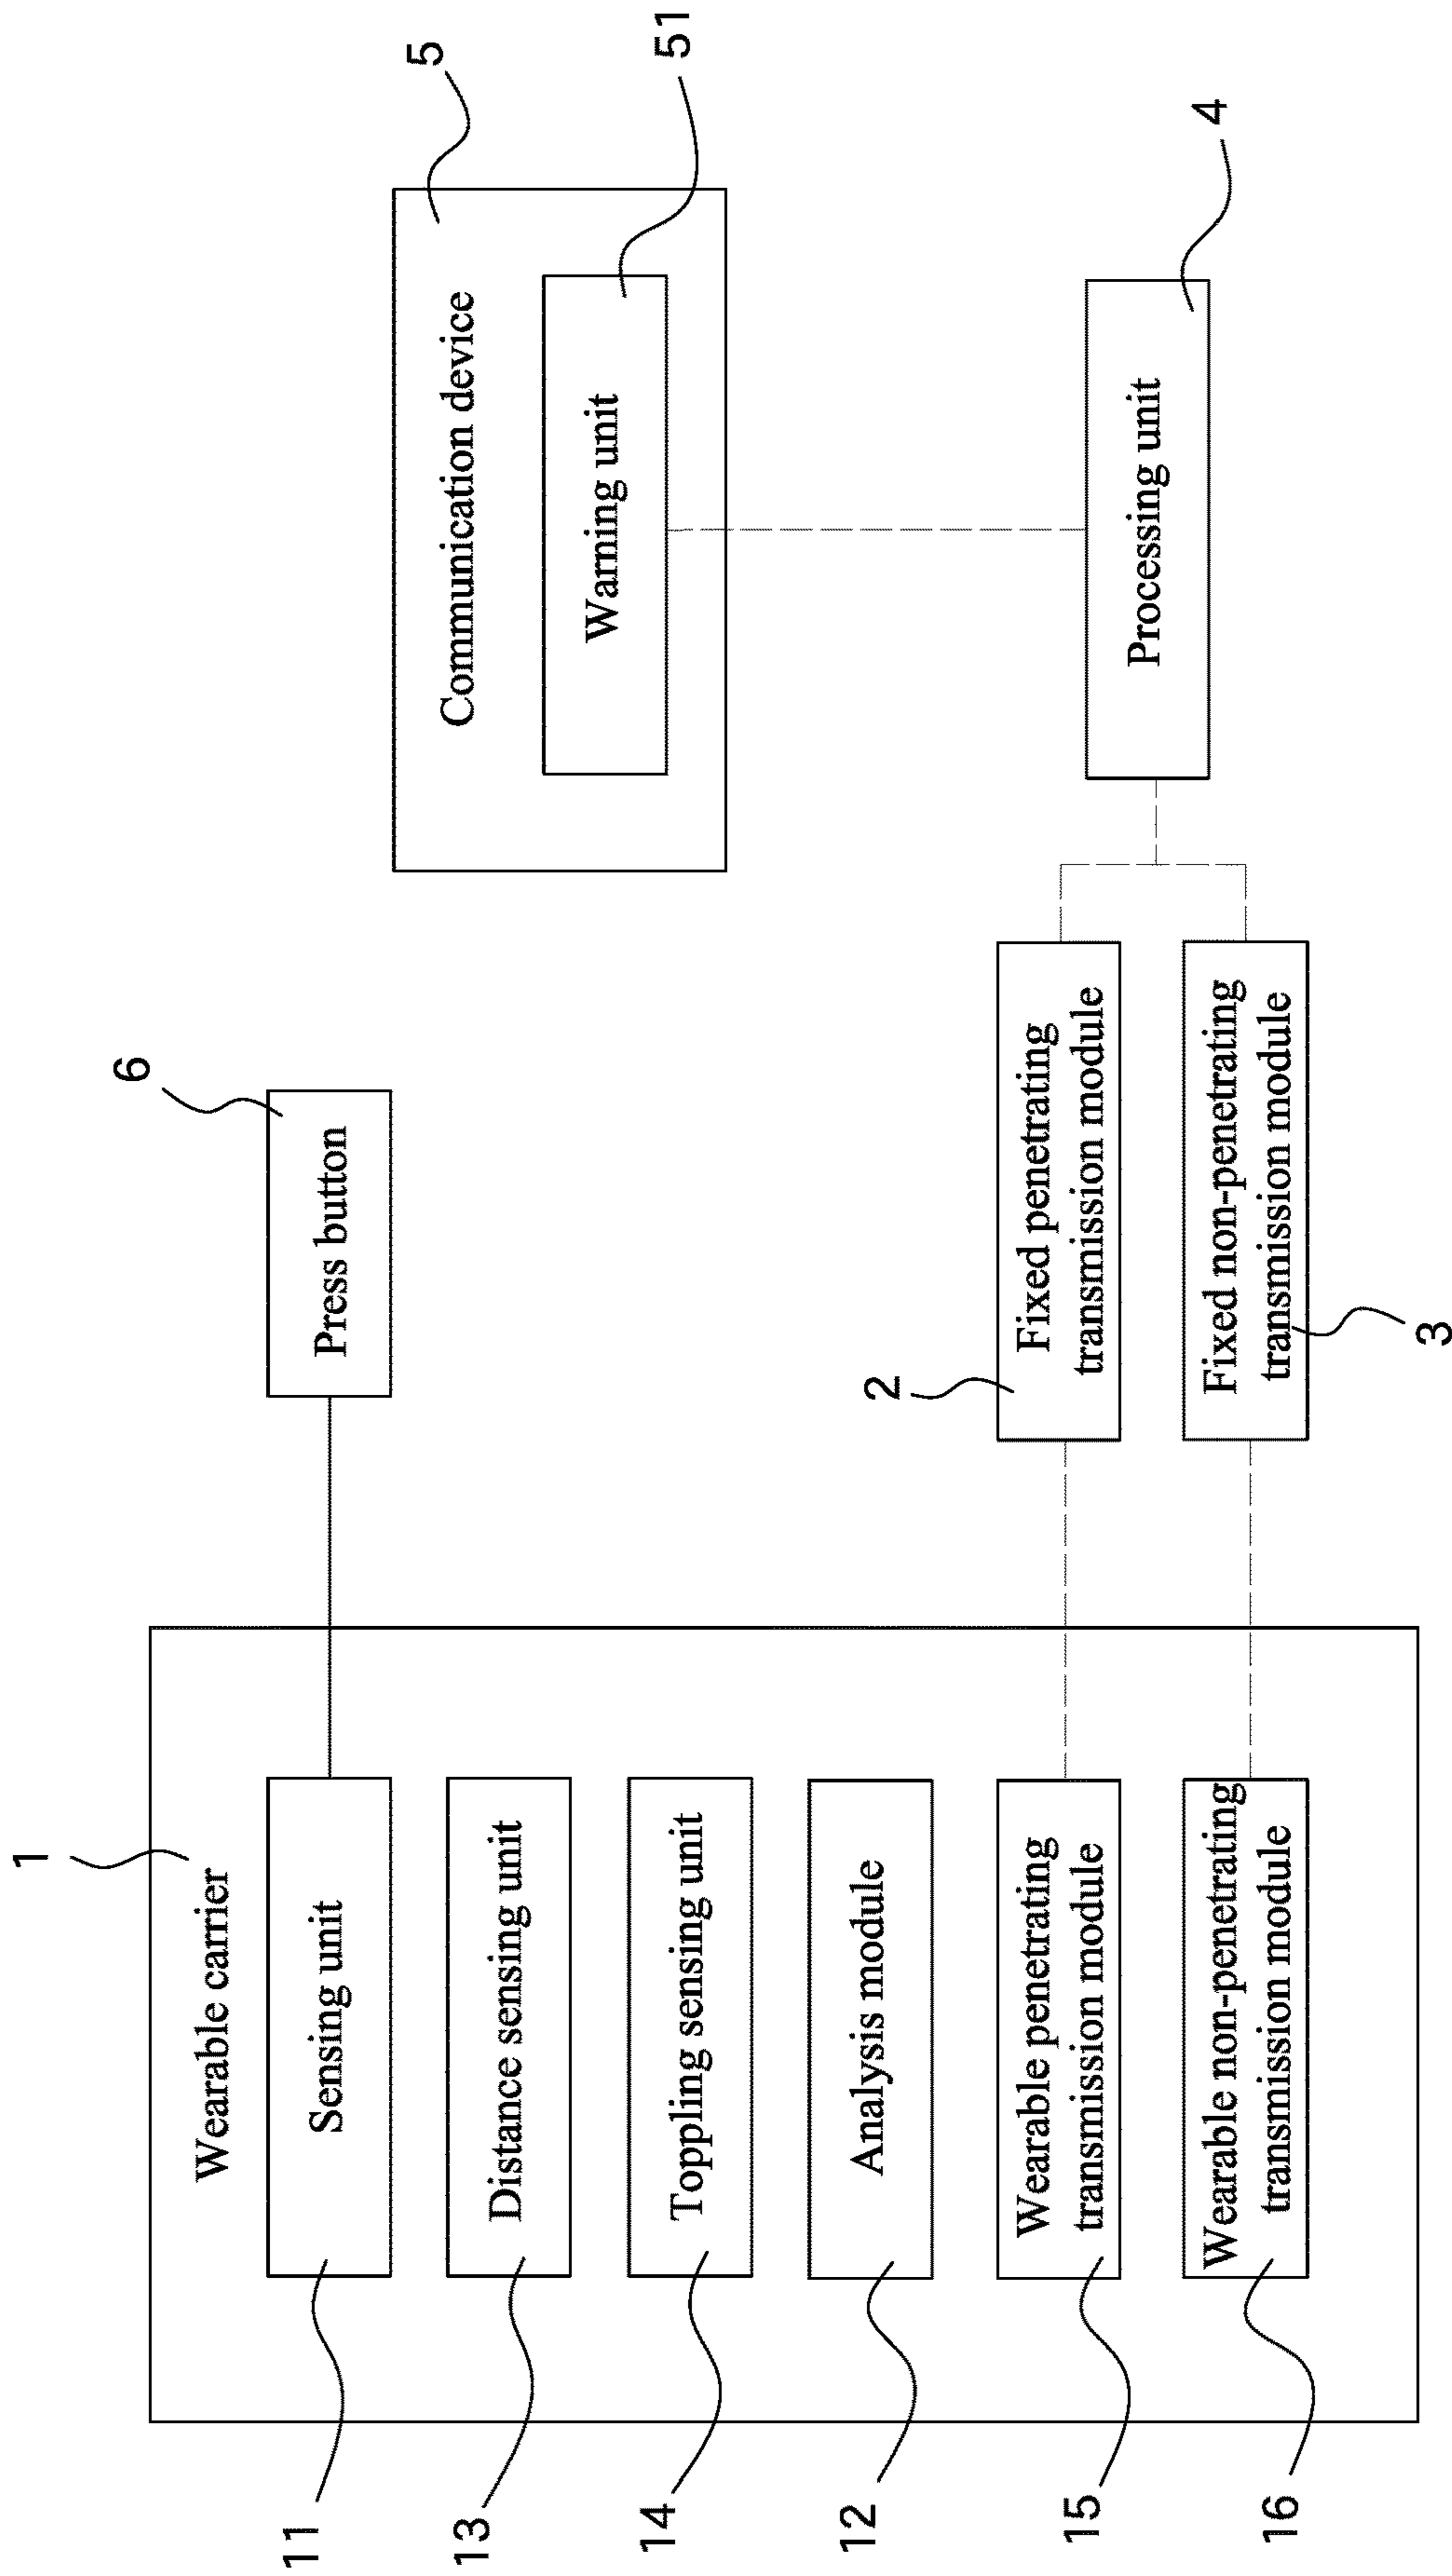 1
Wearable carrier
11
Sensing unit
13
Distance sensing unit
14
Toppling sensing unit
12
Analysis module
15
Wearable penetrating
transmission module
16
Wearable non-penetrating
transmission module
6
Press button
2
Fixed penetrating
transmission module
Fixed non-penetrating
transmission module
3
5
Communication device
51
Warning unit
4
Processing unit